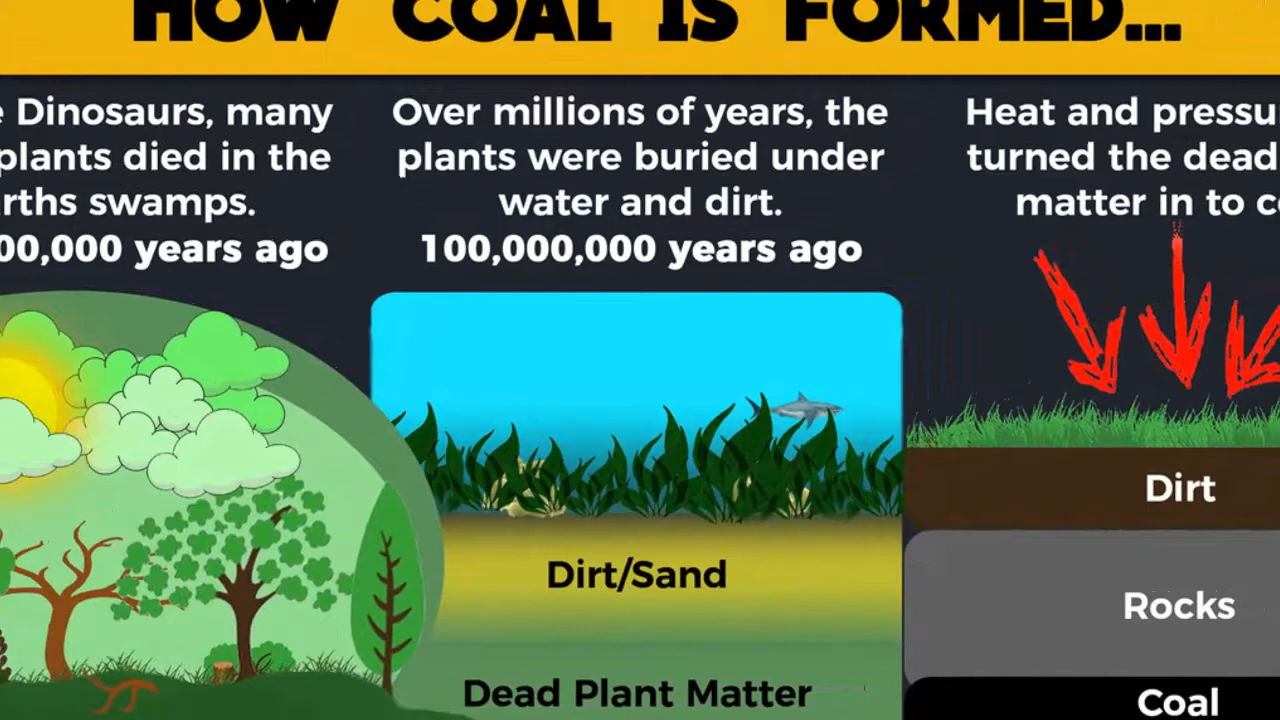 HOW COAL IS FORMED...
Dinosaurs, many
plants died in the
swamps.
years ago
Over millions of years, the
plants were buried under
water and dirt.
100,000,000 years ago
Heat and
turned the dead
matter in to
Dirt/Sand
Dead Plant Matter
Dirt
Rocks
Coal